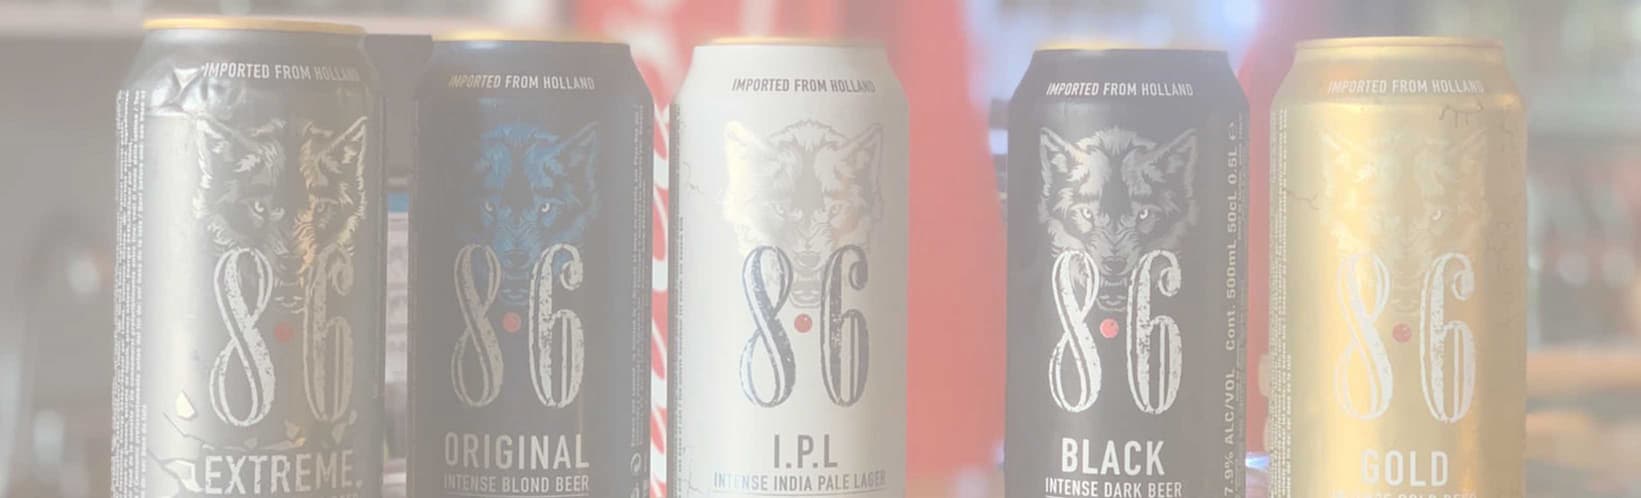 IMPORTED FROM HOLLAND
8.6
EXTREME
IMPORTED FROM HOLLAND
8.6
ORIGINAL
INTENSE BLOND BEER
IMPORTED FROM HOLLAND
8.6
I.P.L
INTENSE INDIA PALE LAGER
IMPORTED FROM HOLLAND
8.6
BLACK
INTENSE DARK BEER
7.9% ALC/VOL Cont. 500mL 50cl 0.5L e
IMPORTED FROM HOLLAND
8.6
GOLD